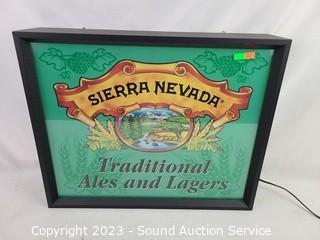 SIERRA NEVADA
Traditional
Ales and Lagers
Copyright 2023 - Sound Auction Service